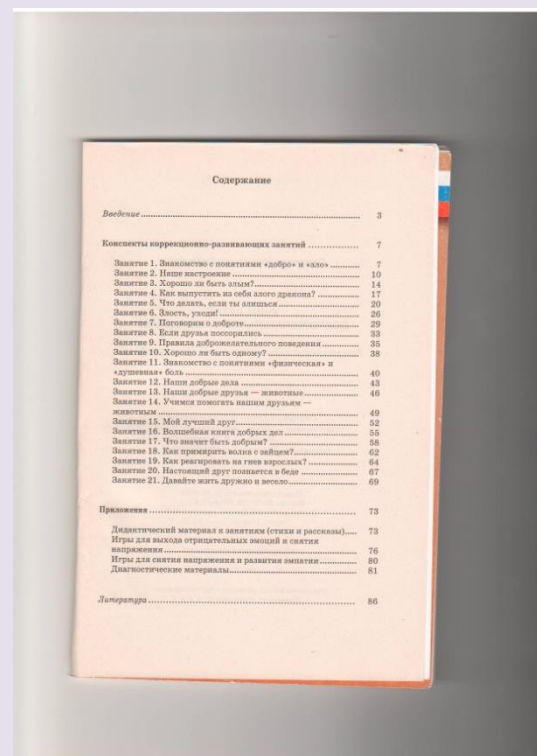 Содержание
Введение ........ 3
Конспекты коррекционно-развивающих занятий ........ 7
Занятие 1. Знакомство с понятиями «добро» и «зло» ........ 7
Занятие 2. Наше настроение ........ 10
Занятие 3. Хорошо ли быть злым? ........ 14
Занятие 4. Как выпустить из себя злого дракона? ........ 17
Занятие 5. Что делать, если ты злишься ........ 20
Занятие 6. Злость, уходи! ........ 26
Занятие 7. Поговорим о доброте ........ 29
Занятие 8. Если друзья поссорились ........ 33
Занятие 9. Правила доброжелательного поведения ........ 35
Занятие 10. Хорошо ли быть одному? ........ 38
Занятие 11. Знакомство с понятиями «физическая» и
«душевная» боль ........ 40
Занятие 12. Наши добрые дела ........ 43
Занятие 13. Наши добрые друзья — животные ........ 46
Занятие 14. Учимся помогать нашим друзьям —
животным ........ 49
Занятие 15. Мой лучший друг ........ 52
Занятие 16. Волшебная книга добрых дел ........ 55
Занятие 17. Что значит быть добрым? ........ 58
Занятие 18. Как примирить волка с зайцем? ........ 62
Занятие 19. Как реагировать на гнев взрослых? ........ 64
Занятие 20. Настоящий друг познается в беде ........ 67
Занятие 21. Давайте жить дружно и весело ........ 69
Приложения ........ 73
Дидактический материал к занятиям (стихи и рассказы) ........ 73
Игры для выхода отрицательных эмоций и снятия
напряжения ........ 76
Игры для снятия напряжения и развития эмпатии ........ 80
Диагностические материалы ........ 81
Литература ........ 86